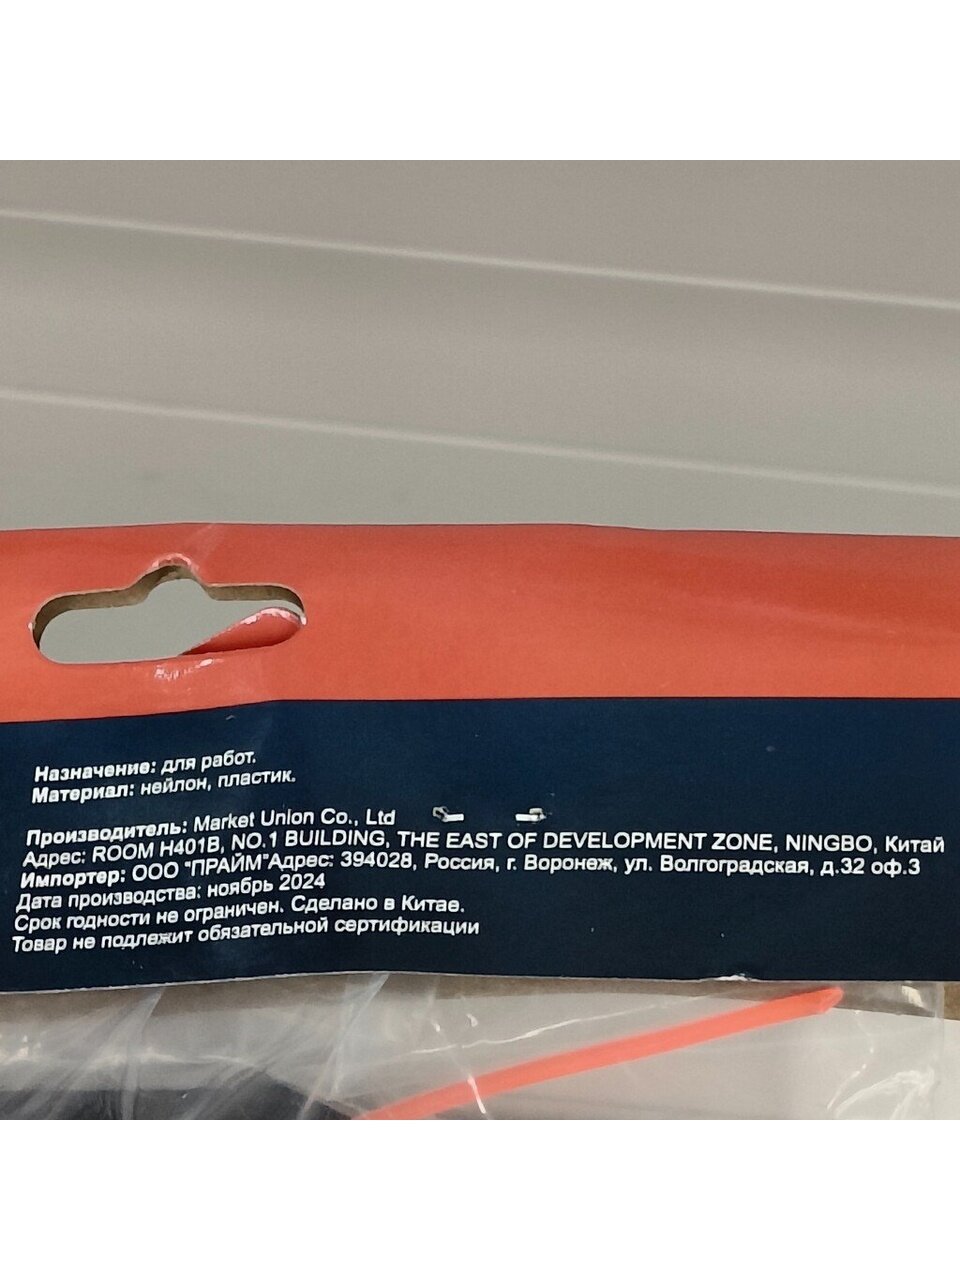 Назначение: для работ.
Материал: нейлон, пластик.
Производитель: Market Union Co., Ltd
Адрес: ROOM H401B, NO.1 BUILDING, THE EAST OF DEVELOPMENT ZONE, NINGBO, Китай
Импортер: ООО "ПРАЙМ"Адрес: 394028, Россия, г. Воронеж, ул. Волгоградская, д.32 оф.3
Дата производства: ноябрь 2024
Срок годности не ограничен. Сделано в Китае.
Товар не подлежит обязательной сертификации